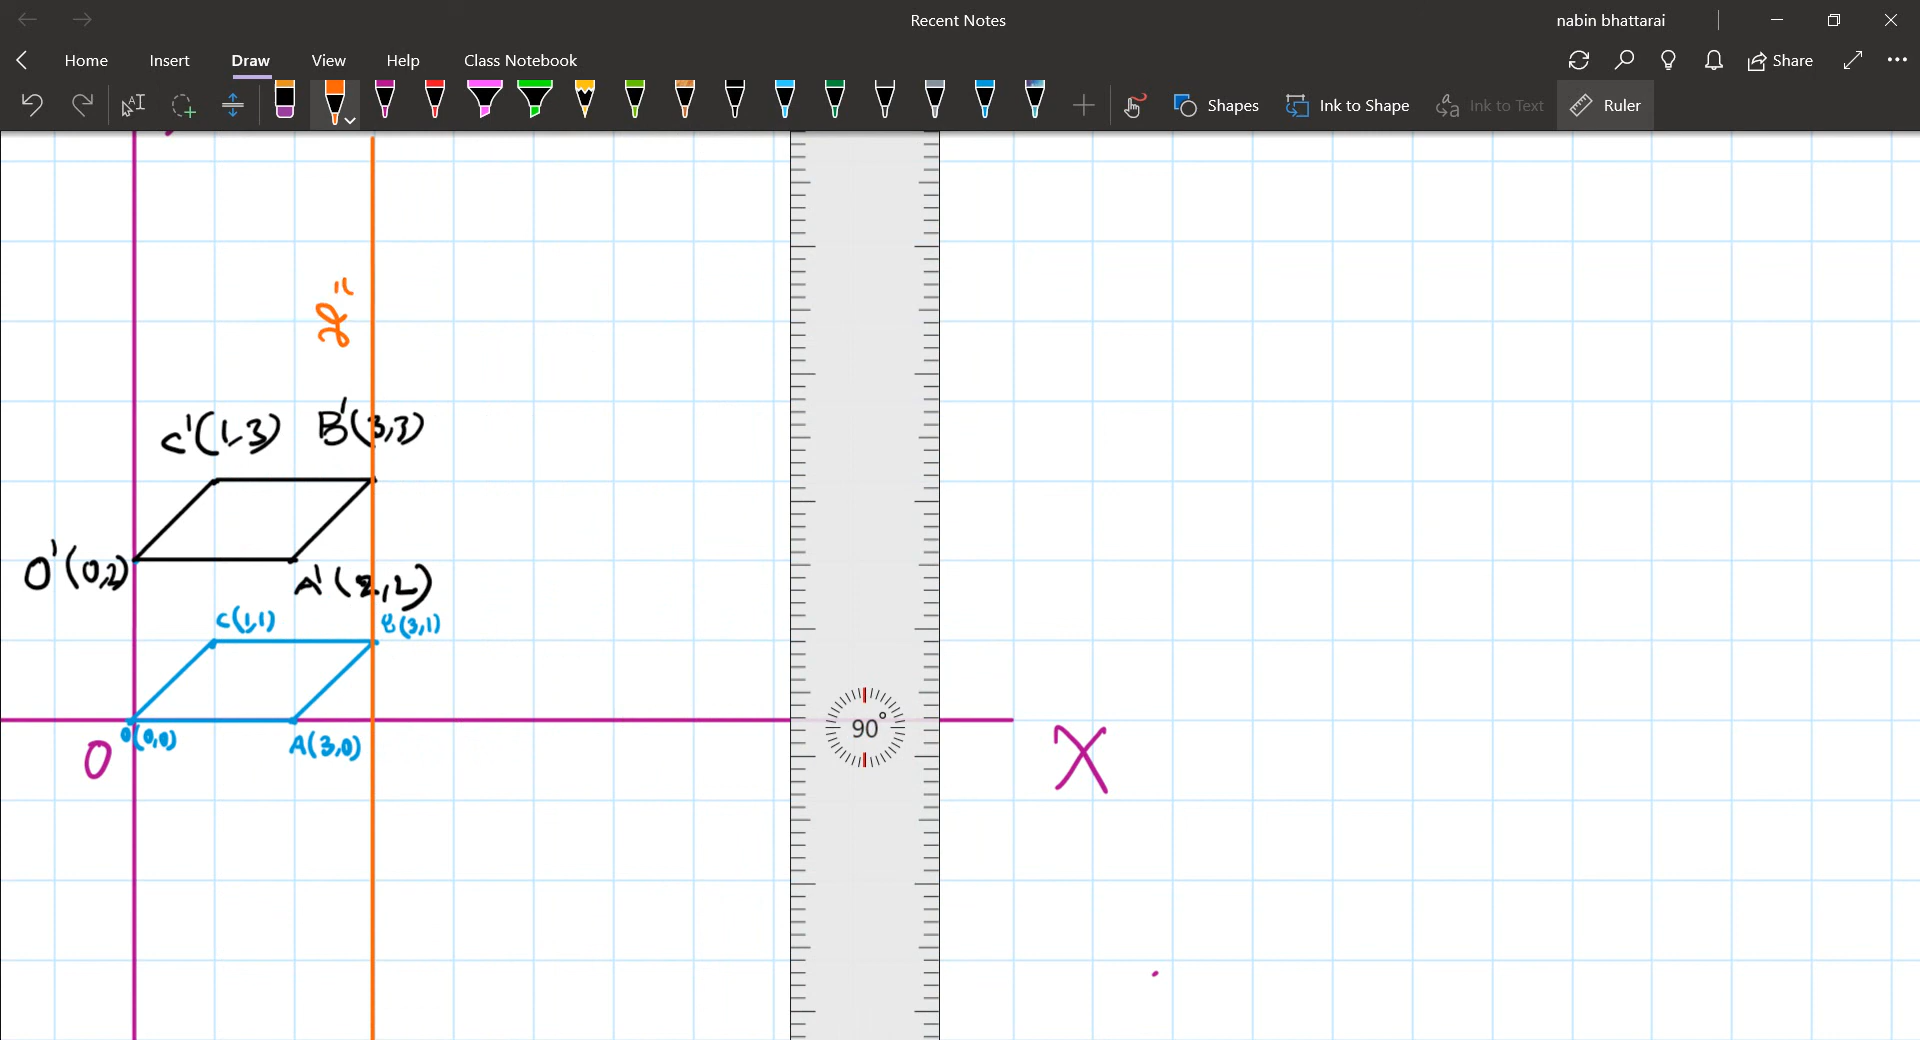 Recent Notes
nabin bhattarai
Home Insert Draw View Help Class Notebook
Share
Shapes Ink to Shape Ink to Text Ruler
C'(1,3) B'(3,3)
O'(0,2)
A'(2,2)
C(1,1) B(3,1)
90°
O O(0,0) A(3,0)
X